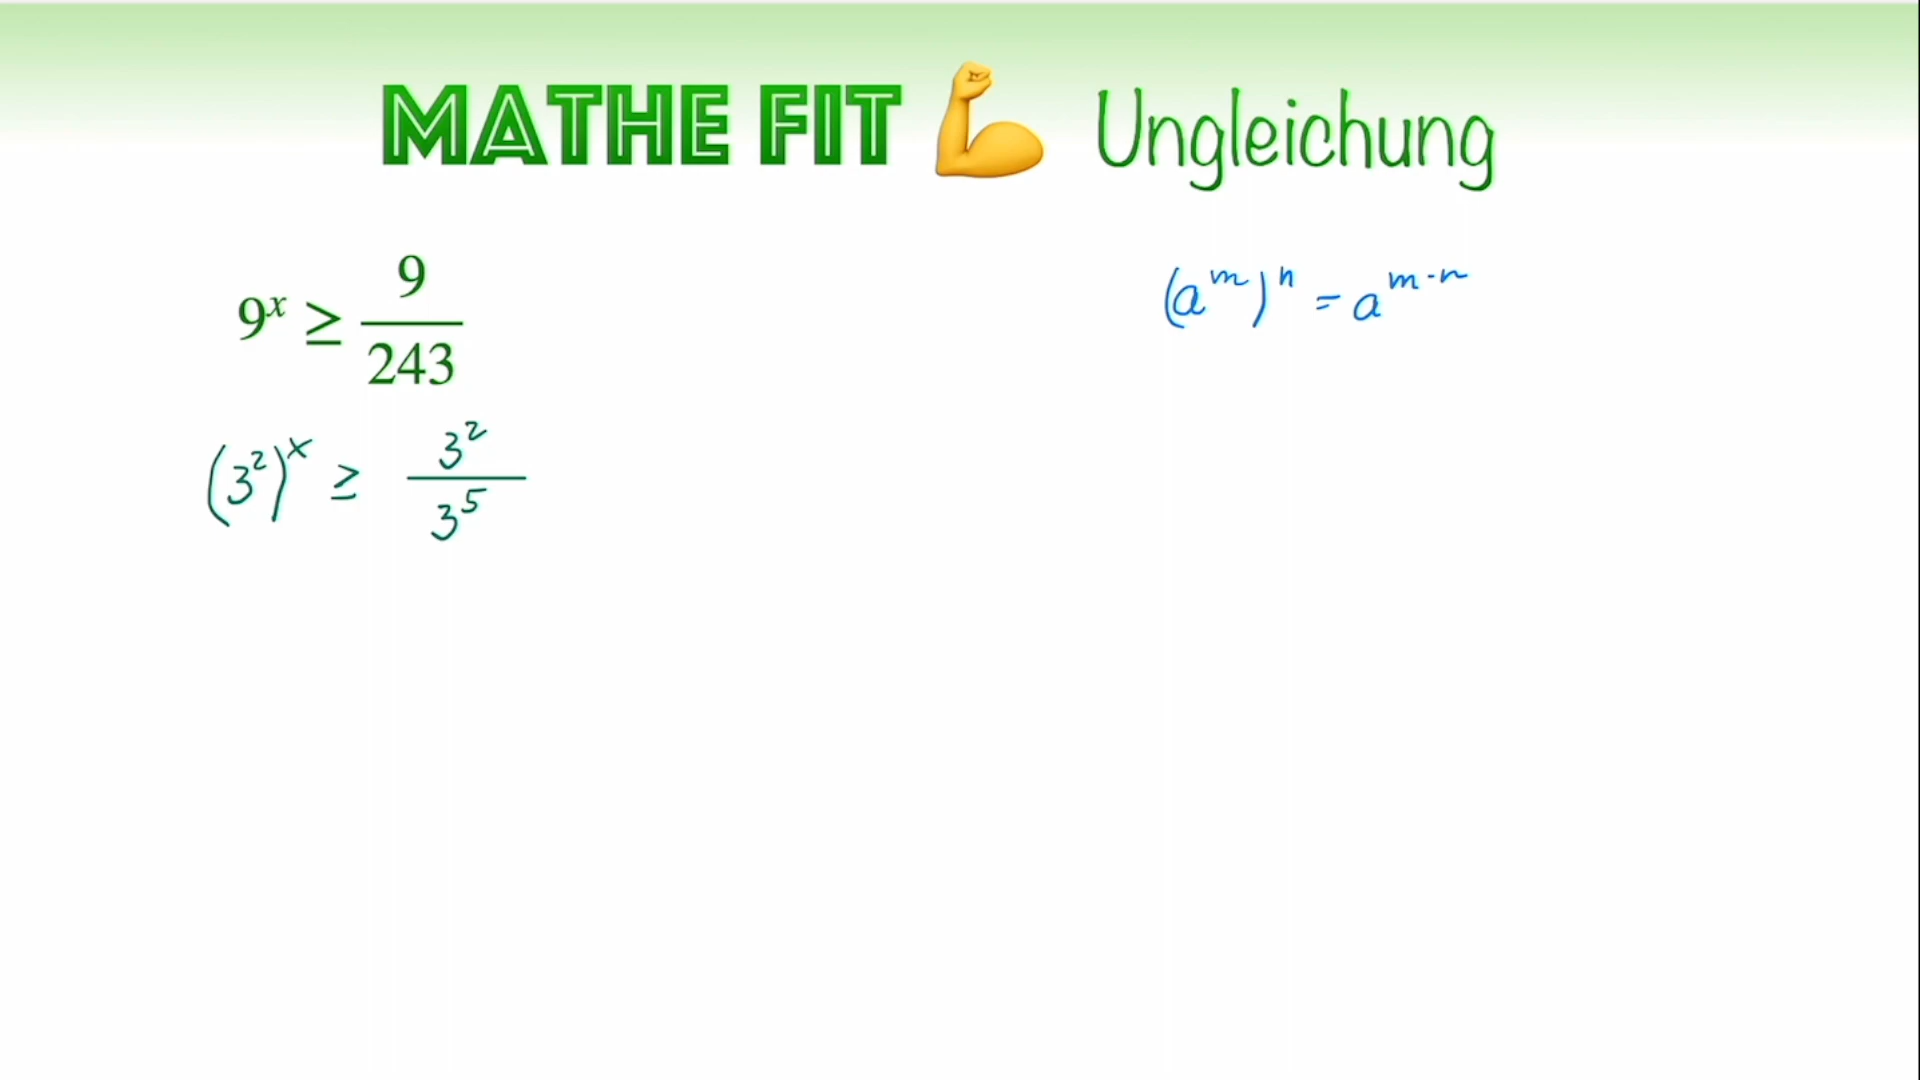 MATHE FIT 💪 Ungleichung
9^x ≥ 9/243
(a^m)^n = a^(m·n)
(3^2)^x ≥ 3^2/3^5